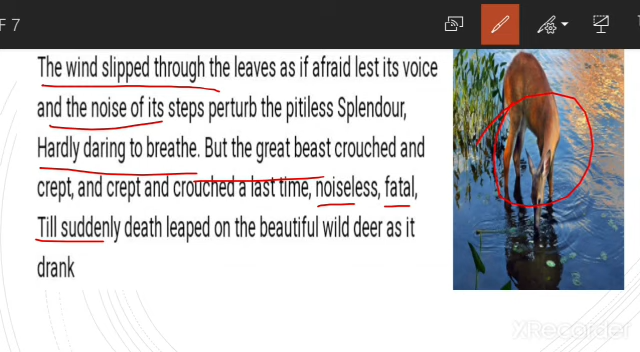 F 7
The wind slipped through the leaves as if afraid lest its voice
and the noise of its steps perturb the pitiless Splendour,
Hardly daring to breathe. But the great beast crouched and
crept, and crept and crouched a last time, noiseless, fatal,
Till suddenly death leaped on the beautiful wild deer as it
drank
XRecorder